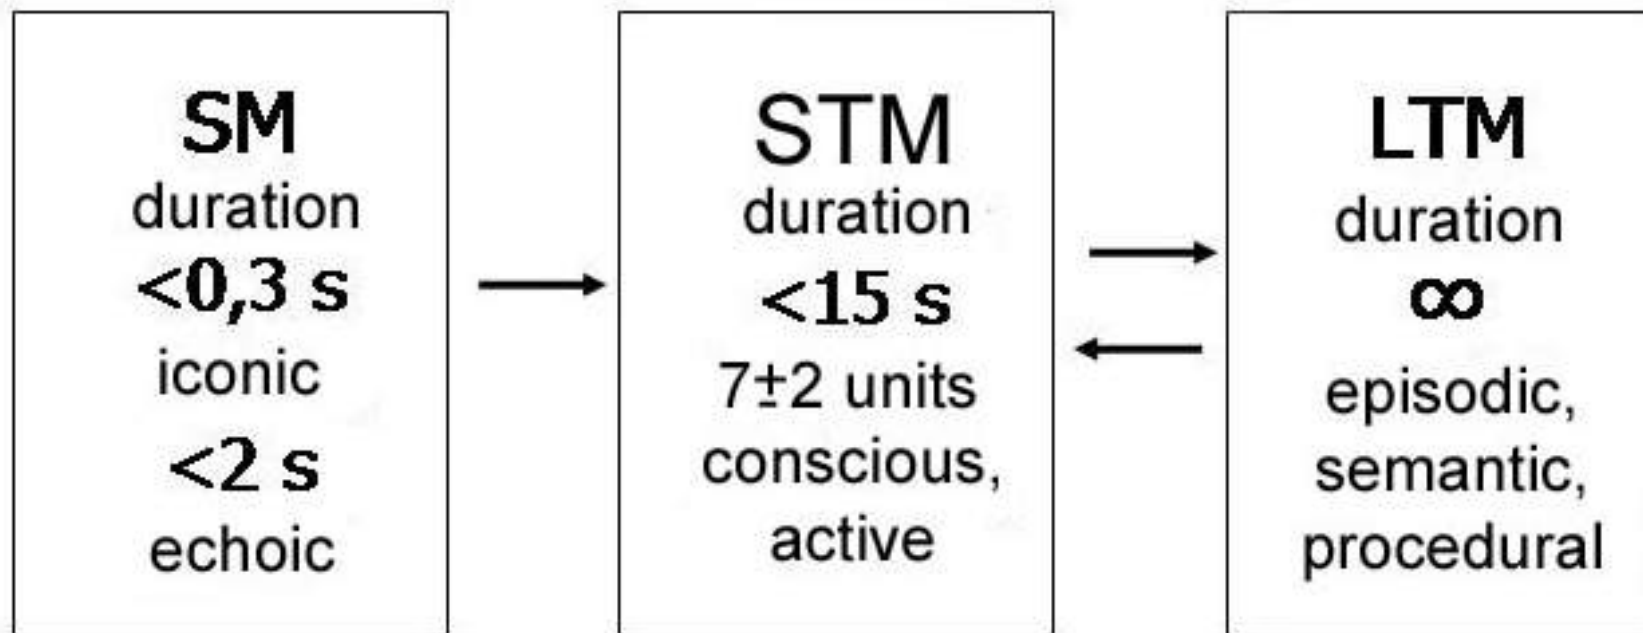 SM
duration
<0,3 s
iconic
<2 s
echoic
STM
duration
<15 s
7±2 units
conscious,
active
LTM
duration
∞
episodic,
semantic,
procedural